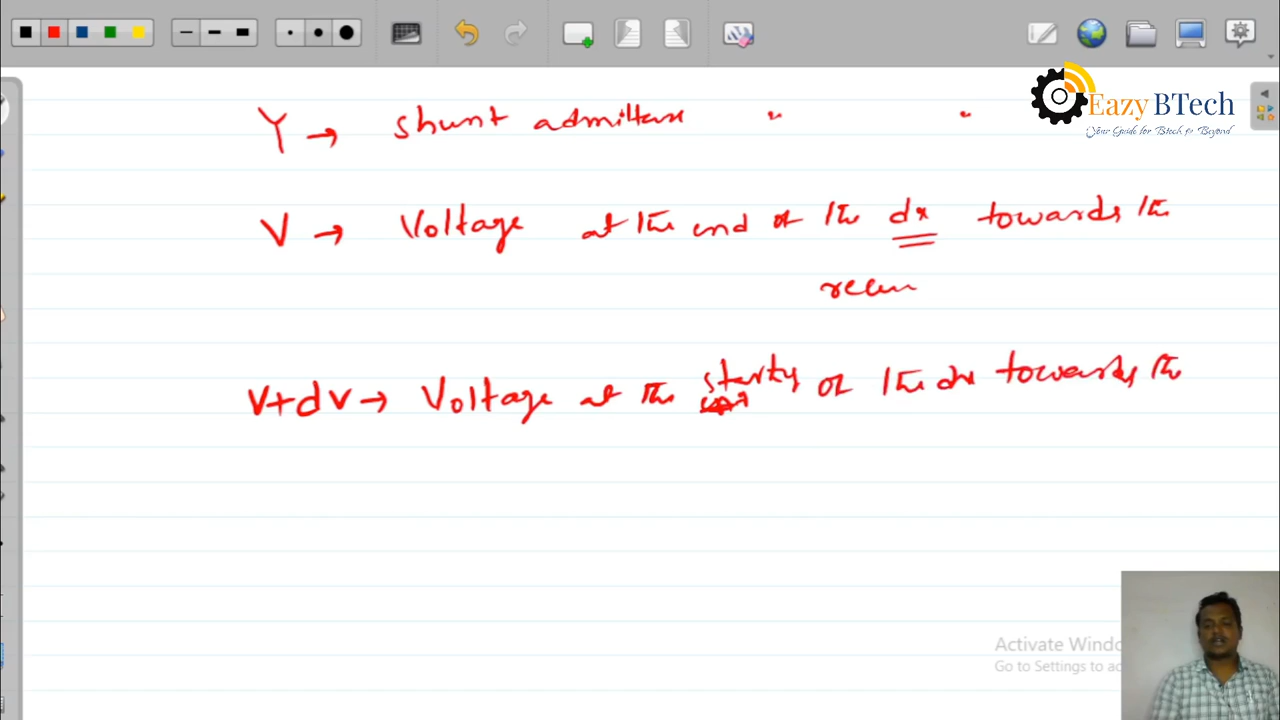 Eazy BTech
Your Guide for Btech & Beyond
Y → shunt admittance " "
V → Voltage at the end of the dx towards the
V+dV → Voltage at the starting of the dx towards the
Activate Windo
Go to Settings to ac